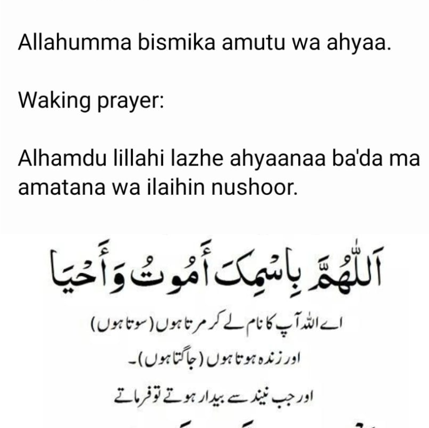 Allahumma bismika amutu wa ahyaa.
Waking prayer:
Alhamdu lillahi lazhe ahyaanaa ba'da ma
amatana wa ilaihin nushoor.
اَللّٰهُمَّ بِاسْمِكَ أَمُوتُ وَأَحْيَا
اے اللہ آپ کا نام لے کر مرتا ہوں (سوتا ہوں)
اور زندہ ہوتا ہوں (جاگتا ہوں)۔
اور جب نیند سے بیدار ہوتے تو فرماتے